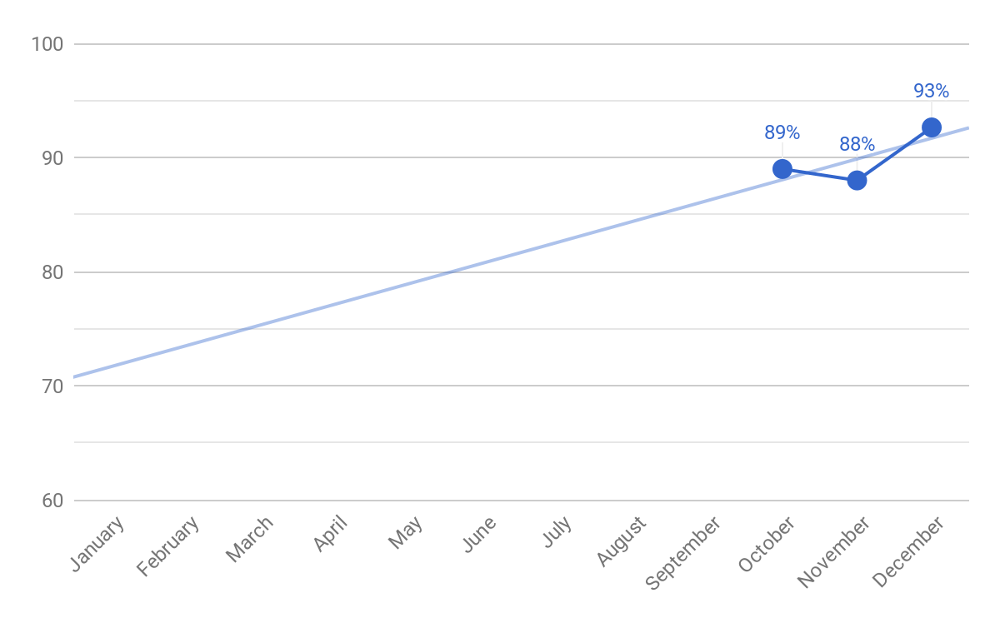 100
93%
89%
88%
90
80
70
60
January
February
March
April
May
June
July
August
September
October
November
December